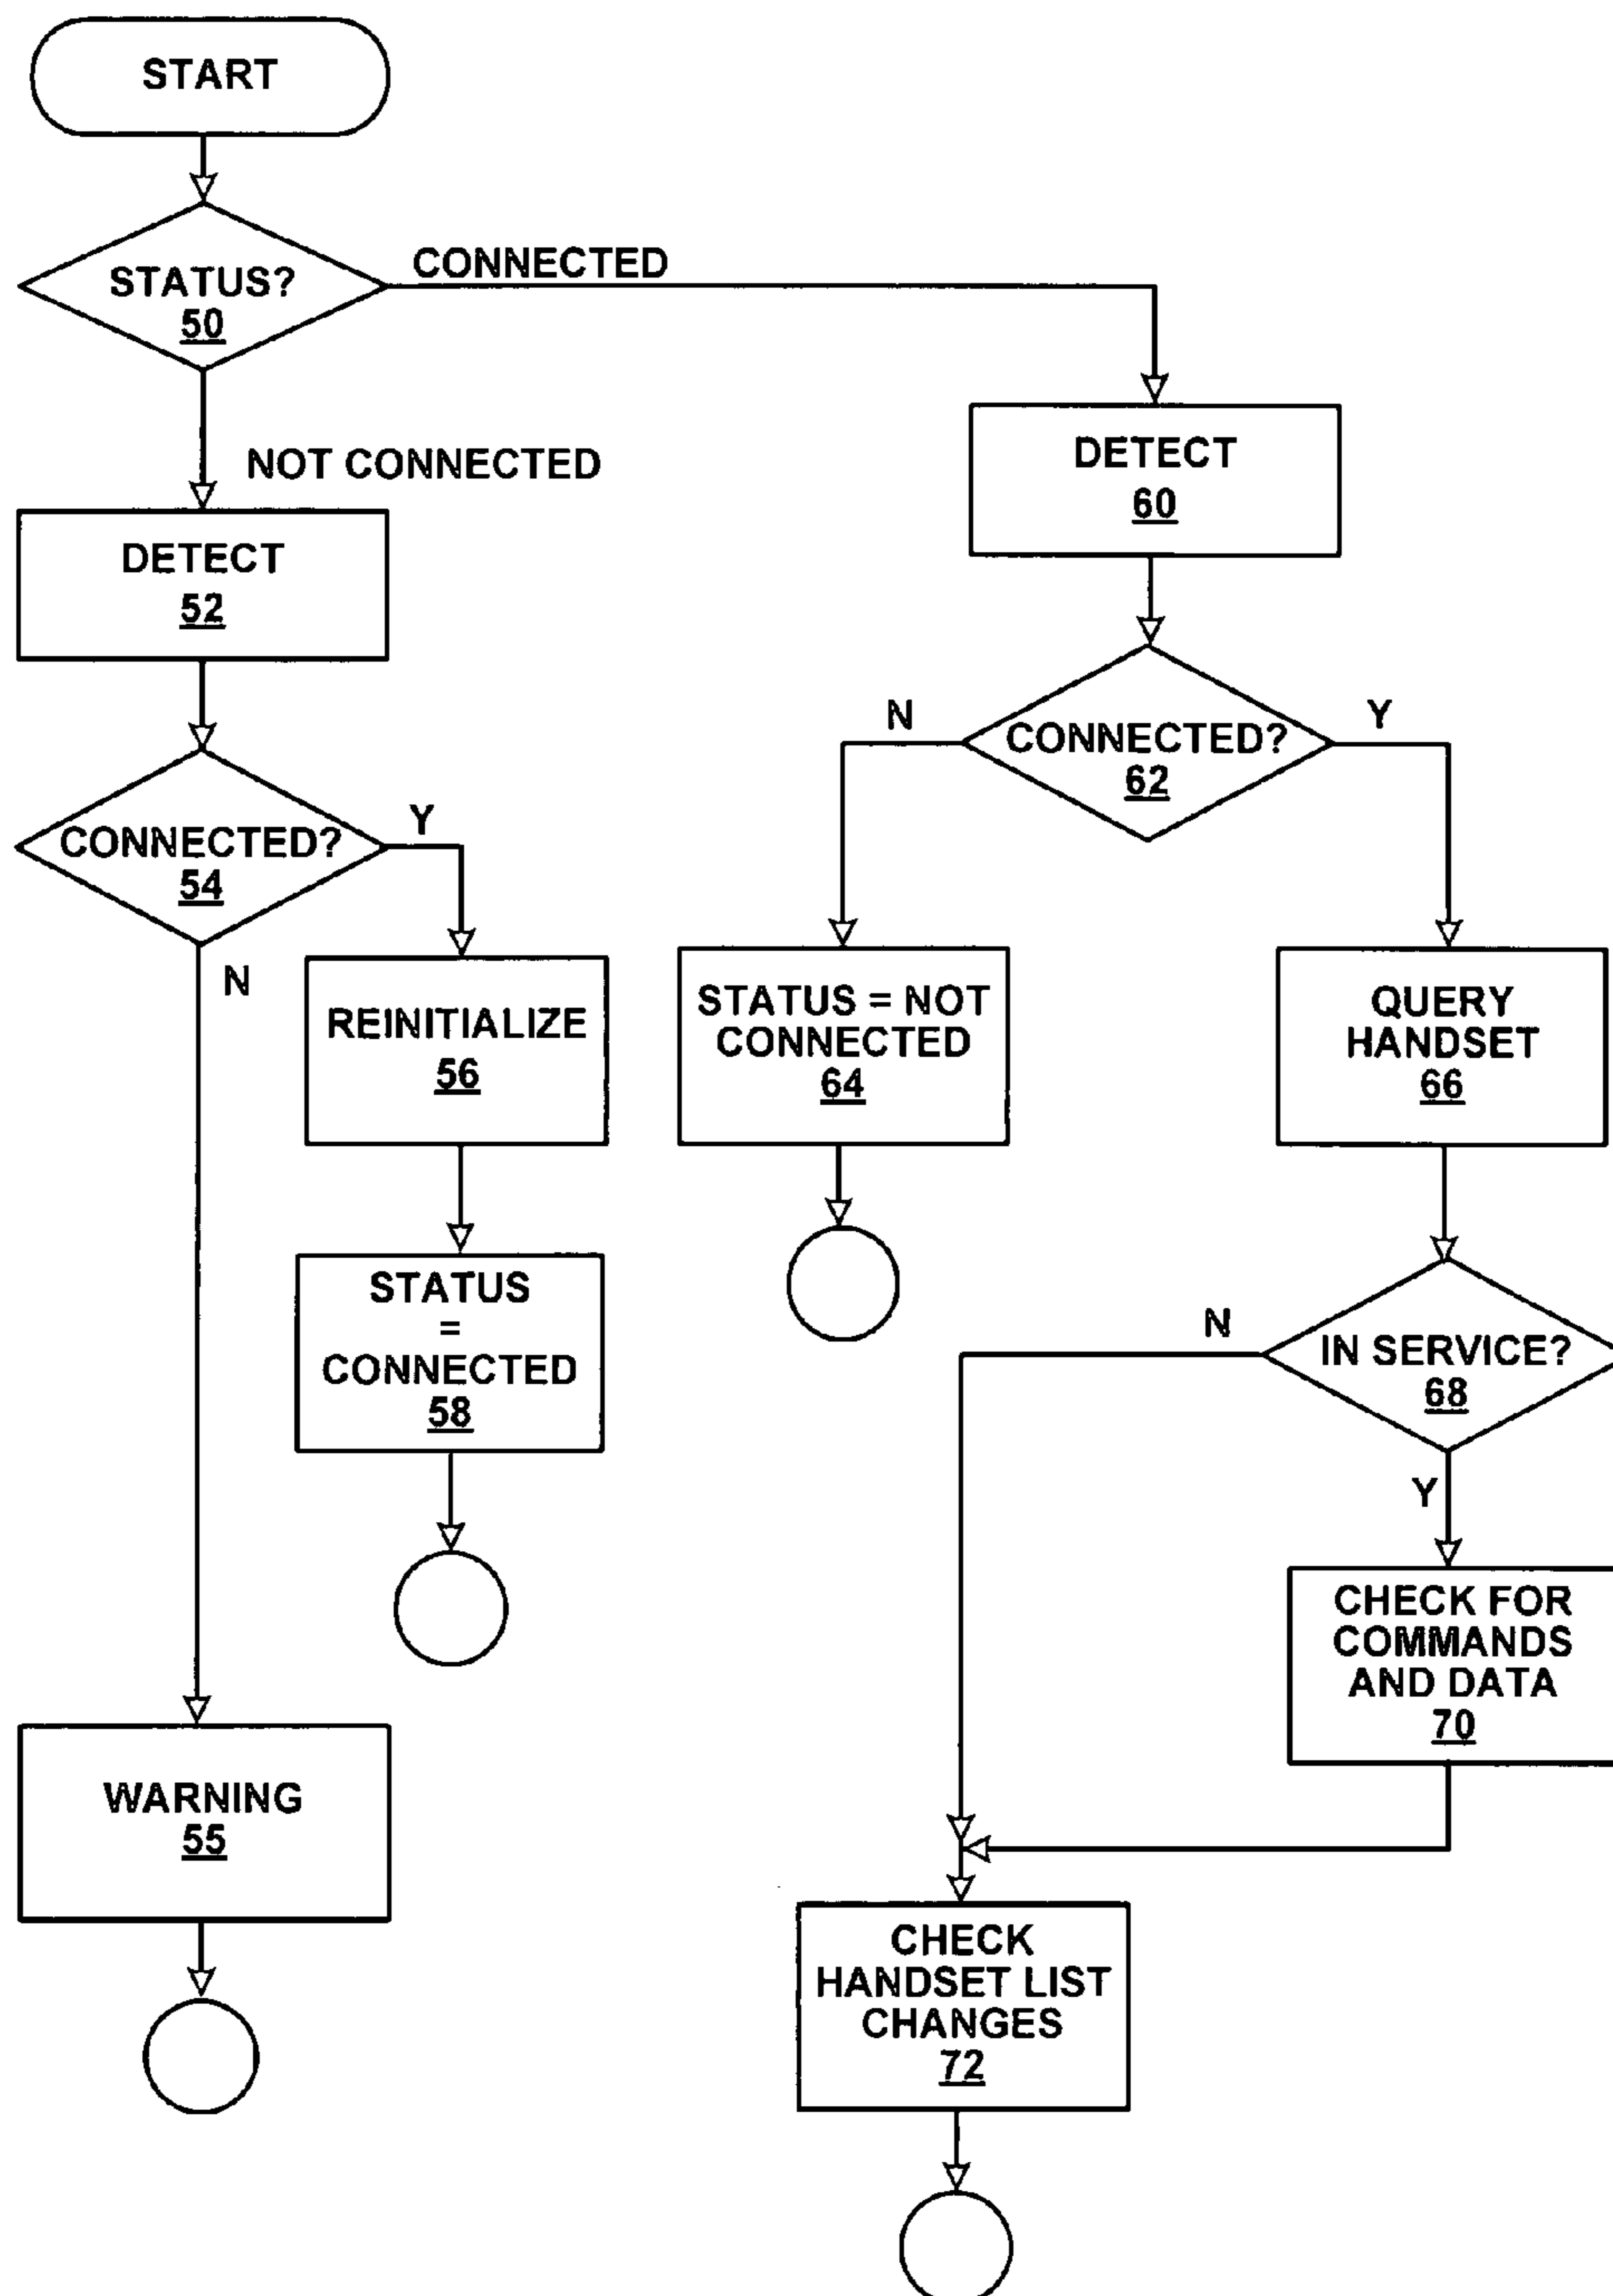 START
STATUS?
50
CONNECTED
NOT CONNECTED
DETECT
52
CONNECTED?
54
Y
N
REINITIALIZE
56
STATUS
=
CONNECTED
58
WARNING
55
DETECT
60
CONNECTED?
62
N
Y
STATUS = NOT
CONNECTED
64
QUERY
HANDSET
66
IN SERVICE?
68
N
Y
CHECK FOR
COMMANDS
AND DATA
70
CHECK
HANDSET LIST
CHANGES
72